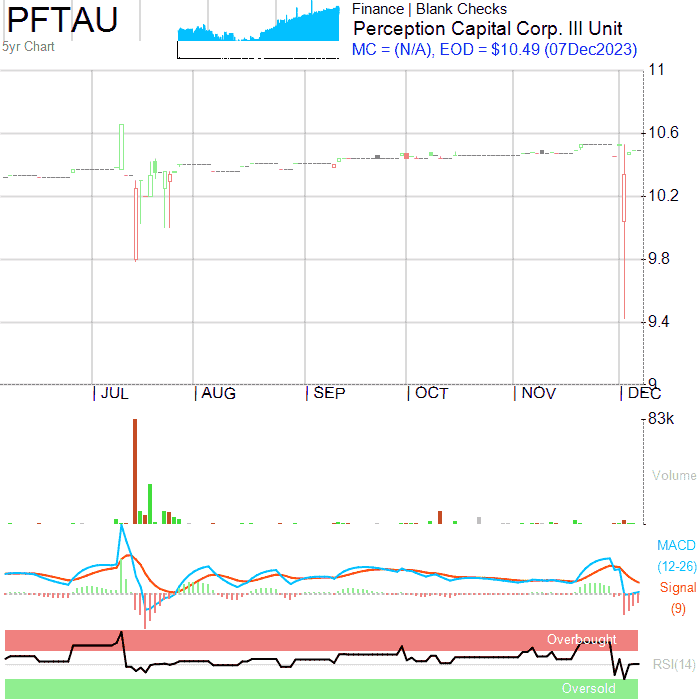 PFTAU
5yr Chart
Finance | Blank Checks
Perception Capital Corp. III Unit
MC = (N/A), EOD = $10.49 (07Dec2023)
11
10.6
10.2
9.8
9.4
9
JUL AUG SEP OCT NOV DEC
83k
Volume
MACD
(12-26)
Signal
(9)
Overbought
RSI(14)
Oversold